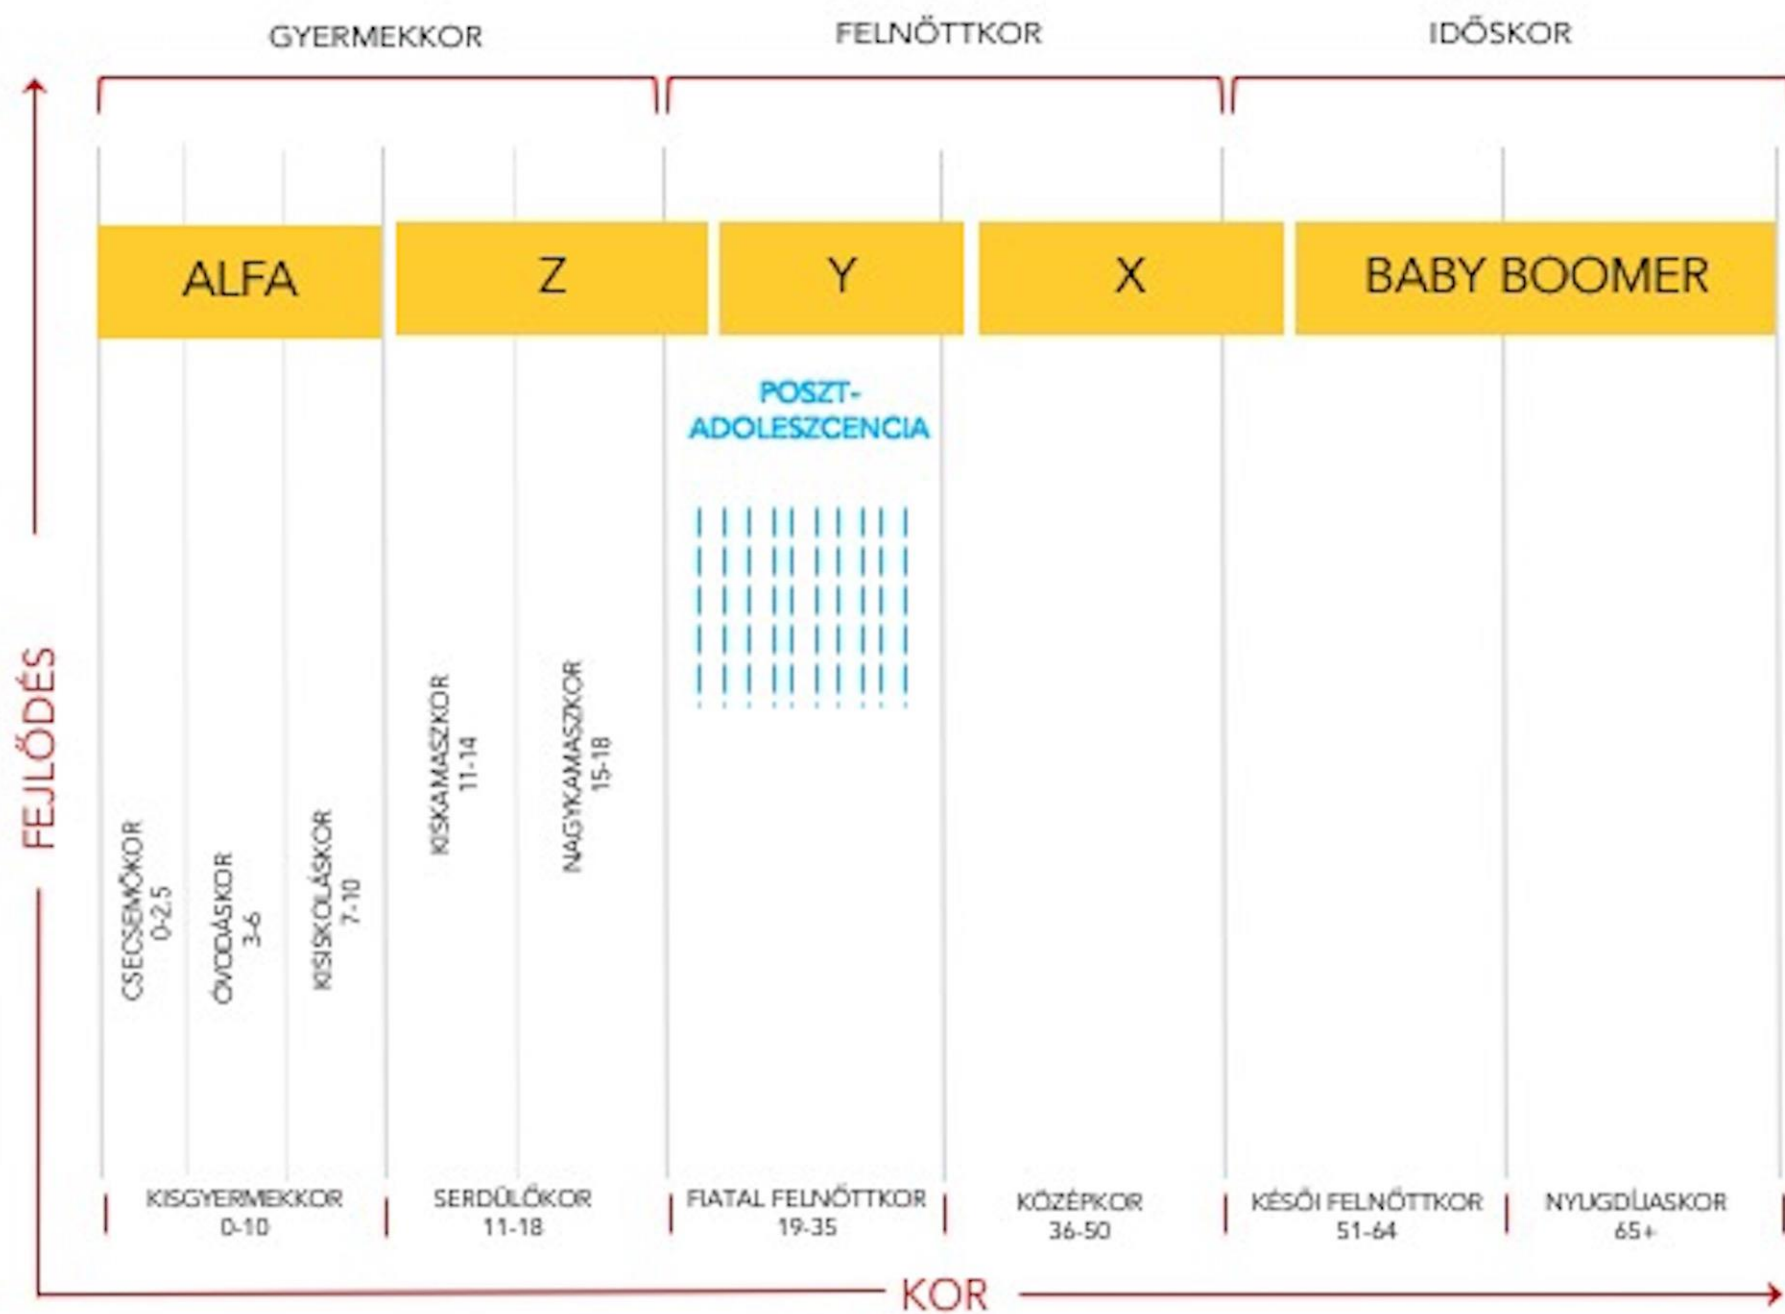 GYERMEKKOR
FELNŐTTKOR
IDŐSKOR
ALFA
Z
Y
X
BABY BOOMER
POSZT-
ADOLESZCENCIA
FEJLŐDÉS
CSECSEMŐKOR
0-2,5
ÓVODÁSKOR
3-6
KISISKOLÁSKOR
7-10
KISKAMASZKOR
11-14
NAGYKAMASZKOR
15-18
KISGYERMEKKOR
0-10
SERDÜLŐKOR
11-18
FIATAL FELNŐTTKOR
19-35
KÖZÉPKOR
36-50
KÉSŐI FELNŐTTKOR
51-64
NYUGDÍJASKOR
65+
KOR